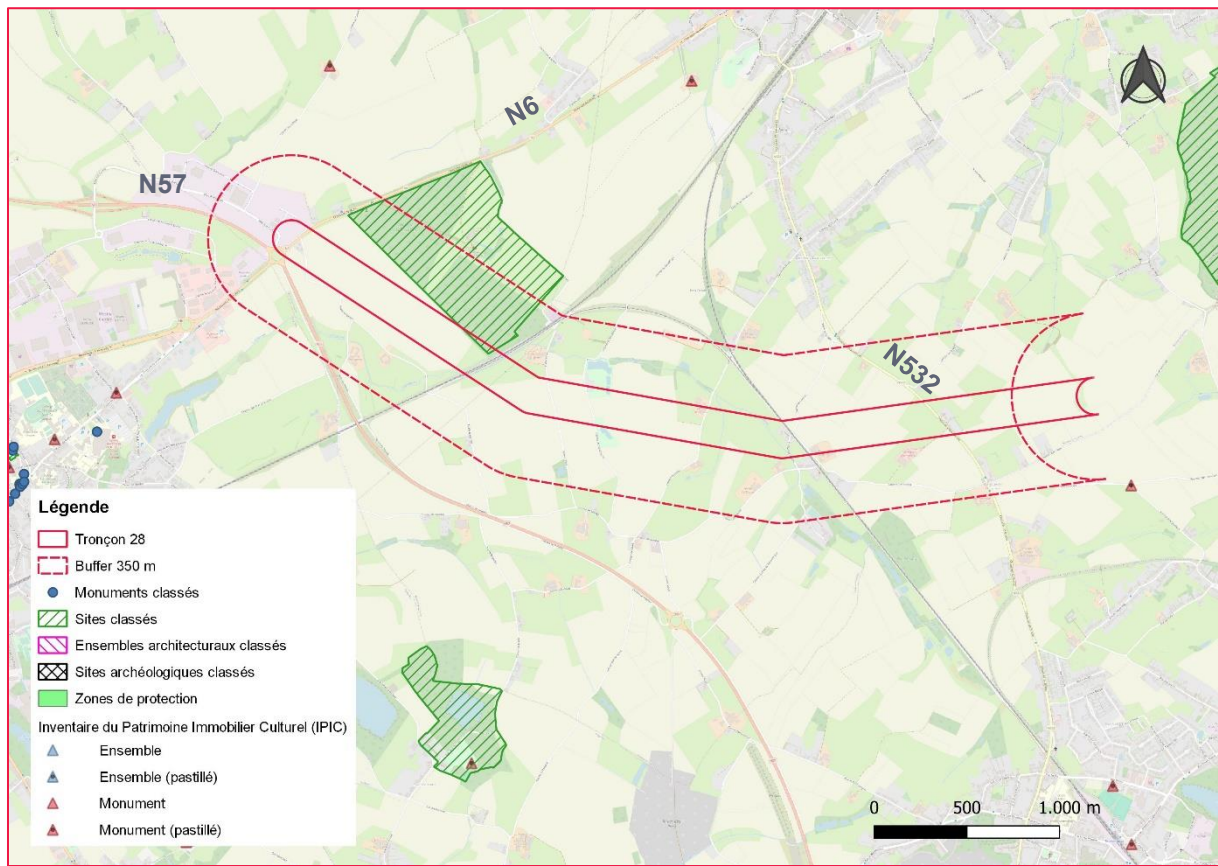 N6
N57
N532
Légende
Tronçon 28
Buffer 350 m
Monuments classés
Sites classés
Ensembles architecturaux classés
Sites archéologiques classés
Zones de protection
Inventaire du Patrimoine Immobilier Culturel (IPIC)
Ensemble
Ensemble (pastillé)
Monument
Monument (pastillé)
0 500 1.000 m